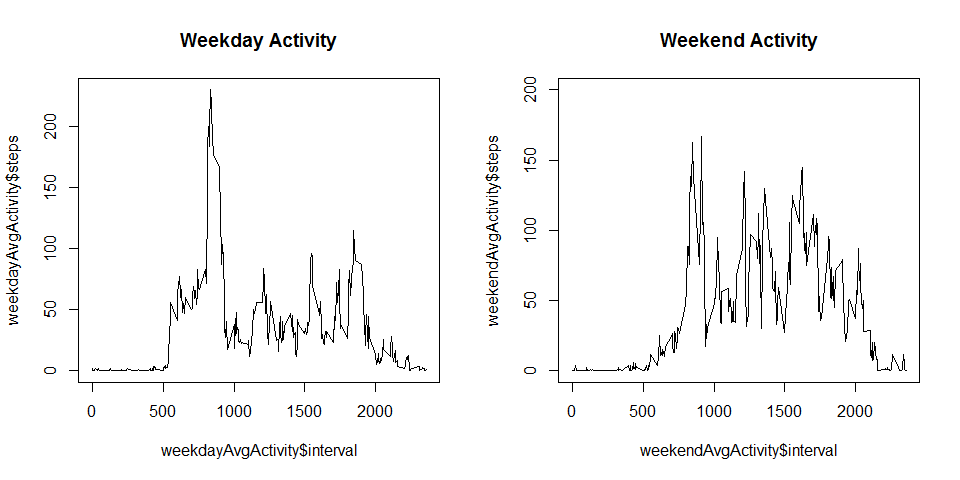 Weekday Activity
weekdayAvgActivity$steps
200
150
100
50
0
0 500 1000 1500 2000
weekdayAvgActivity$interval
Weekend Activity
weekendAvgActivity$steps
200
150
100
50
0
0 500 1000 1500 2000
weekendAvgActivity$interval